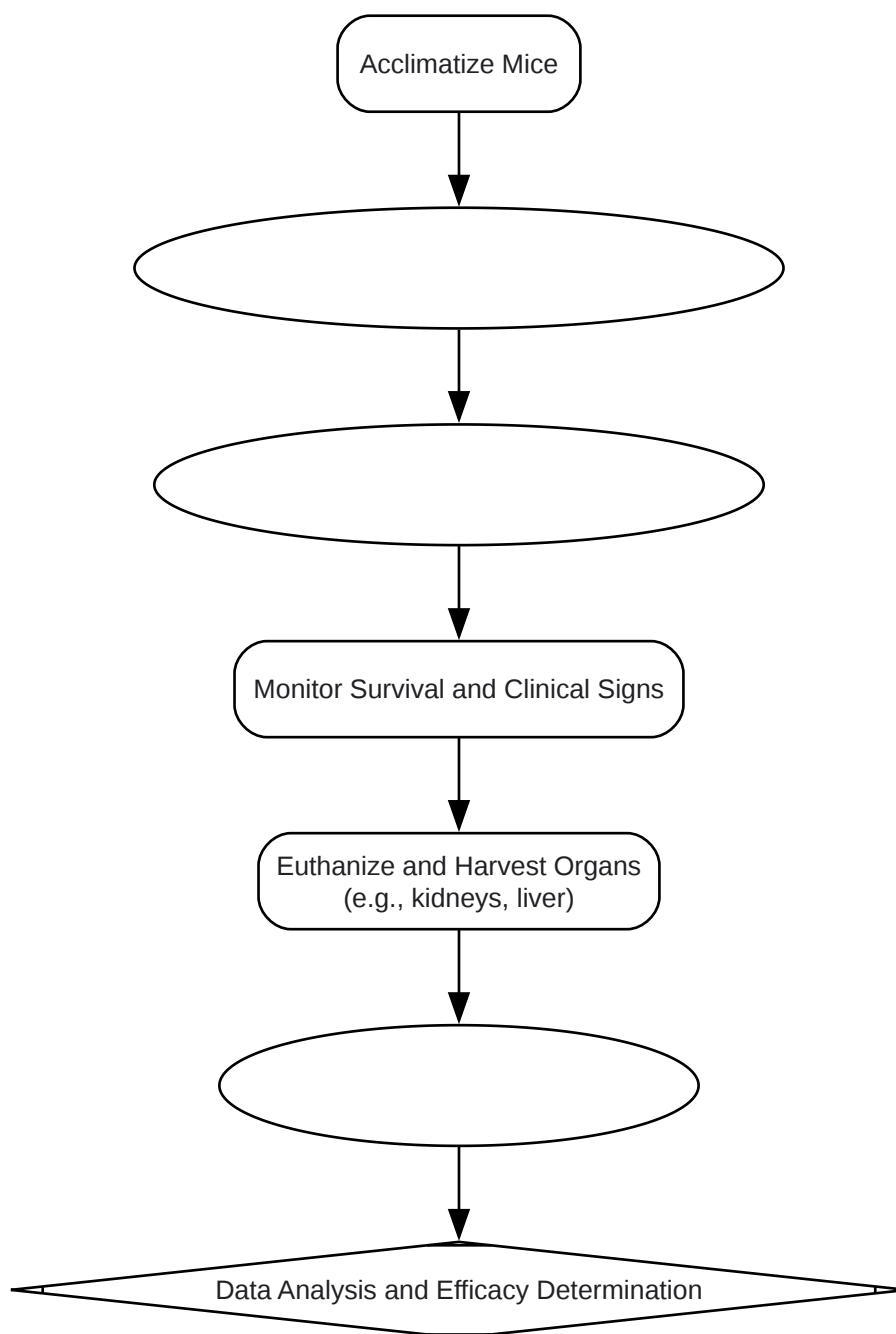 Acclimatize Mice
Monitor Survival and Clinical Signs
Euthanize and Harvest Organs
(e.g., kidneys, liver)
Data Analysis and Efficacy Determination